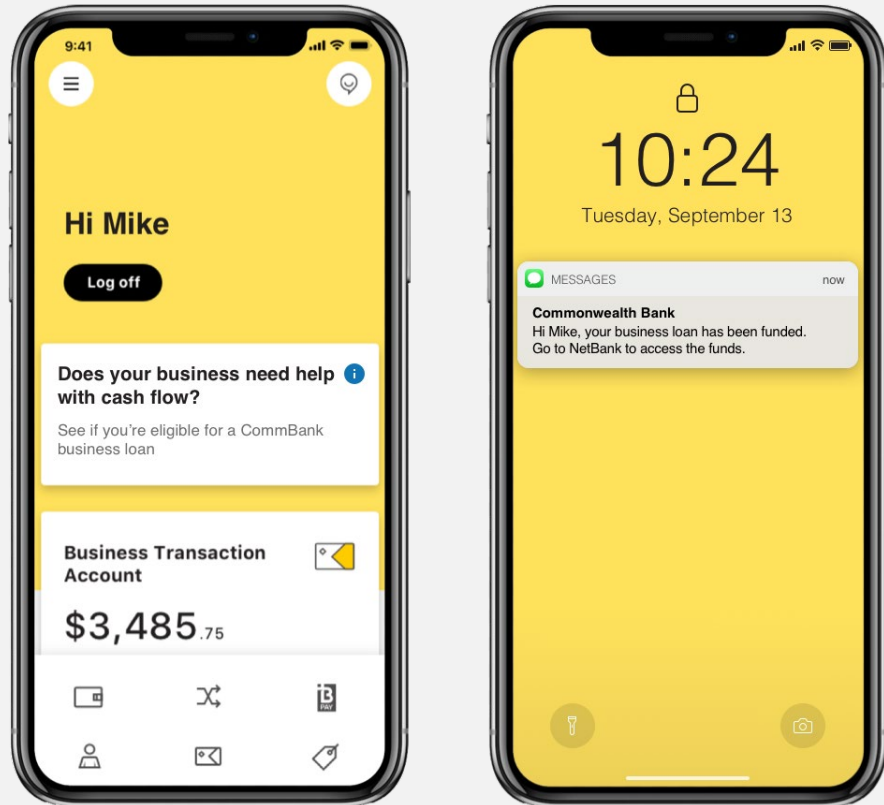 9:41
Hi Mike
Log off
Does your business need help
with cash flow?
See if you're eligible for a CommBank
business loan
Business Transaction
Account
$3,485.75
B
PAY
10:24
Tuesday, September 13
MESSAGES now
Commonwealth Bank
Hi Mike, your business loan has been funded.
Go to NetBank to access the funds.